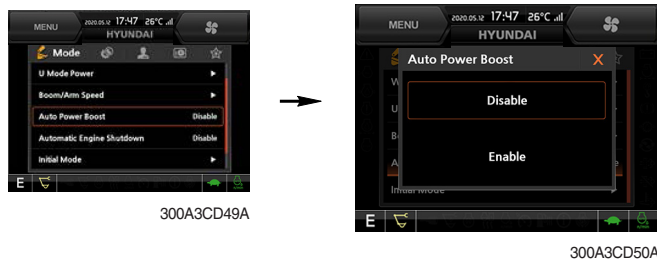 MENU
2020.05.12 17:47 26°C
HYUNDAI
Mode
U Mode Power
Boom/Arm Speed
Auto Power Boost Disable
Automatic Engine Shutdown Disable
Initial Mode
E
300A3CD49A
MENU
2020.05.12 17:47 26°C
HYUNDAI
Auto Power Boost X
Disable
Enable
Initial Mode
E
300A3CD50A